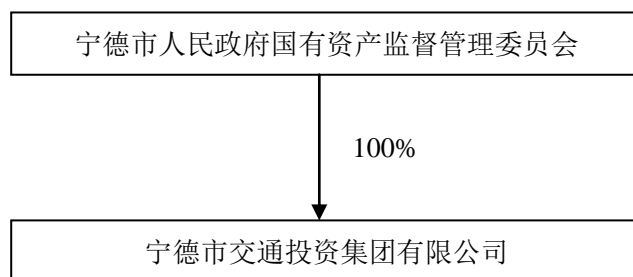 宁德市人民政府国有资产监督管理委员会
100%
宁德市交通投资集团有限公司